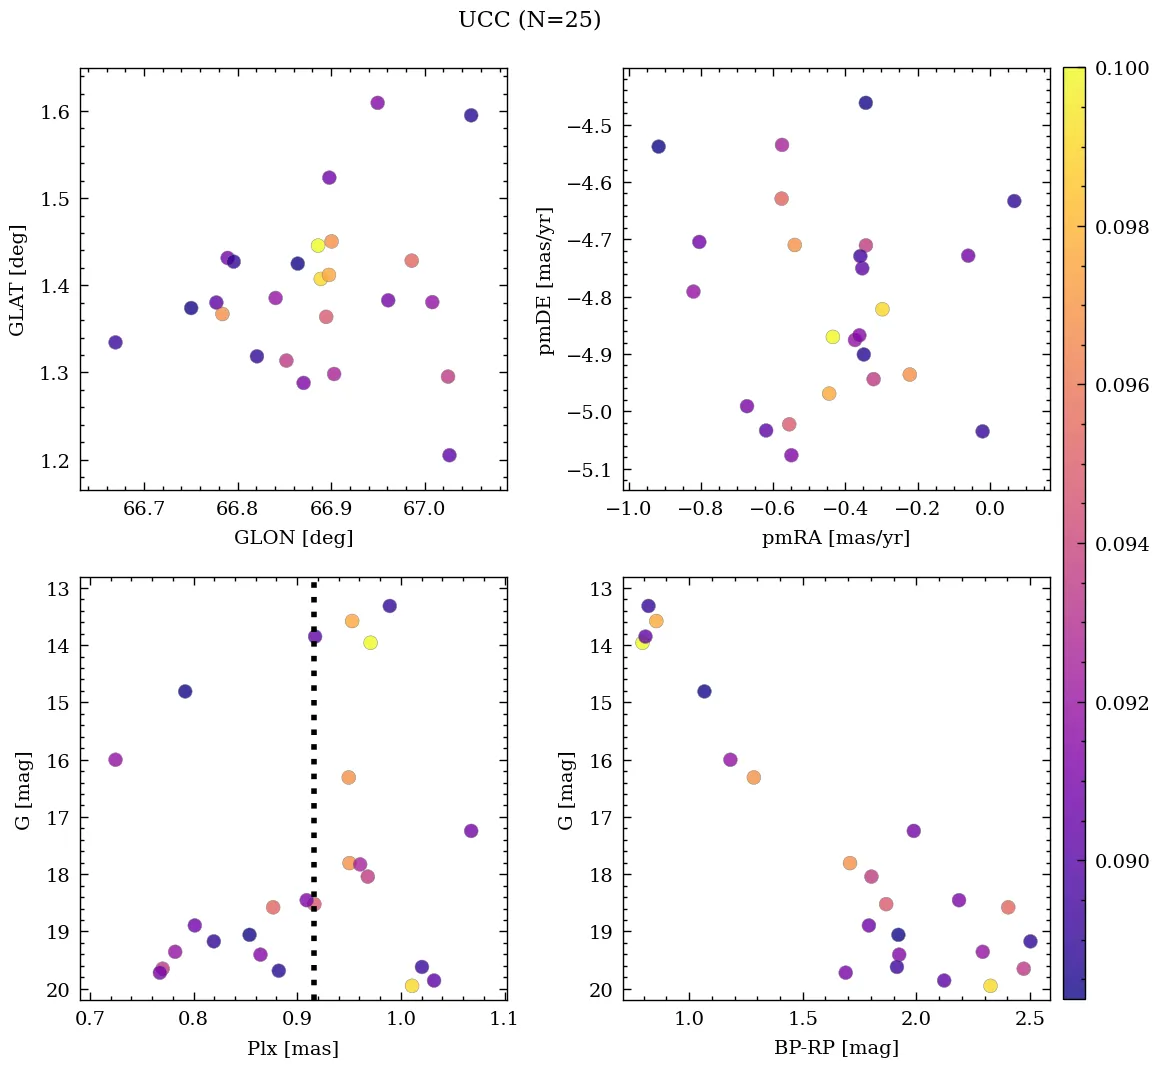 UCC (N=25)
1.6
1.5
1.4
1.3
1.2
GLAT [deg]
66.7 66.8 66.9 67.0
GLON [deg]
−4.5
−4.6
−4.7
−4.8
−4.9
−5.0
−5.1
pmDE [mas/yr]
−1.0 −0.8 −0.6 −0.4 −0.2 0.0
pmRA [mas/yr]
0.100
0.098
0.096
0.094
0.092
0.090
13
14
15
16
17
18
19
20
G [mag]
0.7 0.8 0.9 1.0 1.1
Plx [mas]
13
14
15
16
17
18
19
20
G [mag]
1.0 1.5 2.0 2.5
BP-RP [mag]